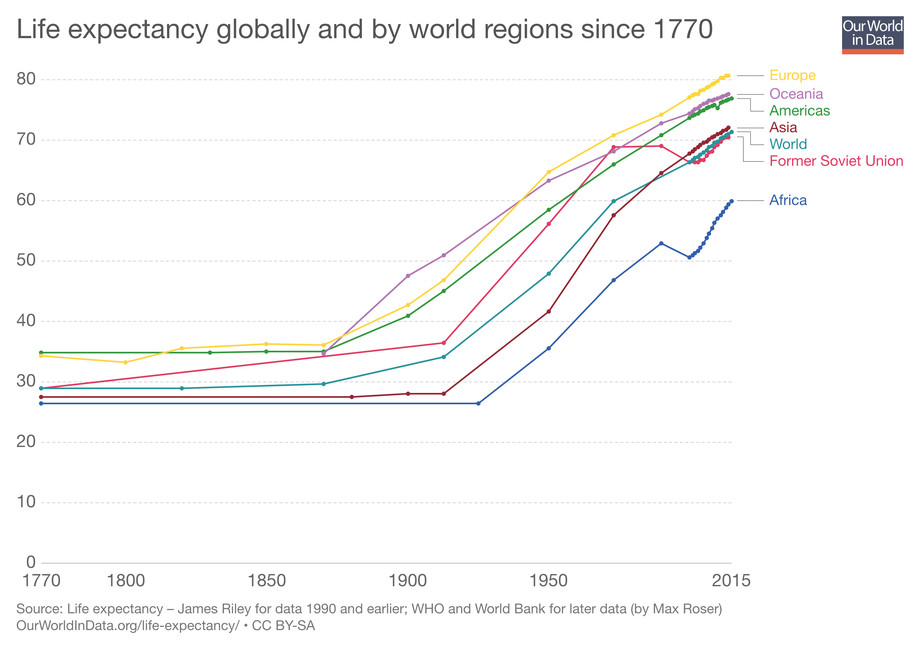 Life expectancy globally and by world regions since 1770
Our World
in Data
80
70
60
50
40
30
20
10
0
Europe
Oceania
Americas
Asia
World
Former Soviet Union
Africa
1770 1800 1850 1900 1950 2015
Source: Life expectancy – James Riley for data 1990 and earlier; WHO and World Bank for later data (by Max Roser)
OurWorldInData.org/life-expectancy/ • CC BY-SA